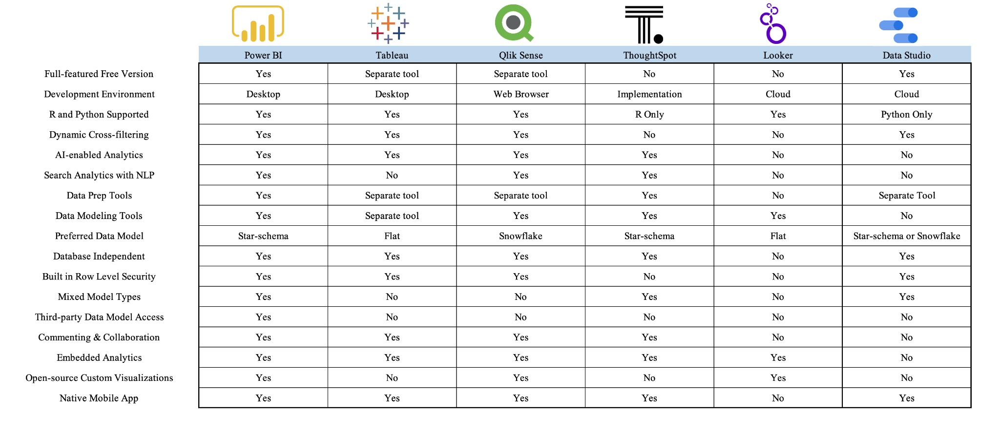 Power BI Tableau Qlik Sense ThoughtSpot Looker Data Studio
Full-featured Free Version Yes Separate tool Separate tool No No Yes
Development Environment Desktop Desktop Web Browser Implementation Cloud Cloud
R and Python Supported Yes Yes Yes R Only Yes Python Only
Dynamic Cross-filtering Yes Yes Yes No No Yes
AI-enabled Analytics Yes Yes Yes Yes No No
Search Analytics with NLP Yes No Yes Yes No No
Data Prep Tools Yes Separate tool Separate tool Yes No Separate Tool
Data Modeling Tools Yes Separate tool Yes Yes Yes No
Preferred Data Model Star-schema Flat Snowflake Star-schema Flat Star-schema or Snowflake
Database Independent Yes Yes Yes Yes No Yes
Built in Row Level Security Yes Yes Yes No No Yes
Mixed Model Types Yes No No Yes No Yes
Third-party Data Model Access Yes No No No No No
Commenting & Collaboration Yes Yes Yes Yes No No
Embedded Analytics Yes Yes Yes Yes Yes No
Open-source Custom Visualizations Yes No Yes No Yes No
Native Mobile App Yes Yes Yes Yes No Yes